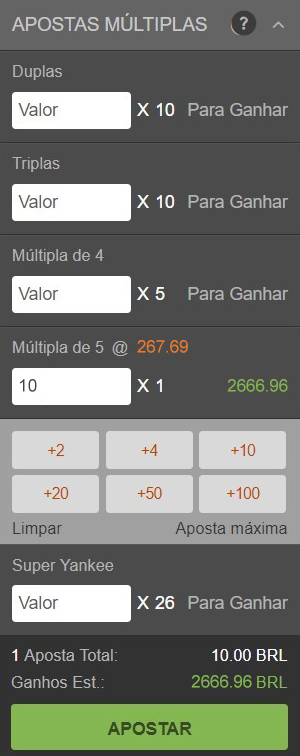 APOSTAS MÚLTIPLAS ?
Duplas
Valor X 10 Para Ganhar
Triplas
Valor X 10 Para Ganhar
Múltipla de 4
Valor X 5 Para Ganhar
Múltipla de 5 @ 267.69
10 X 1 2666.96
+2 +4 +10
+20 +50 +100
Limpar Aposta máxima
Super Yankee
Valor X 26 Para Ganhar
1 Aposta Total: 10.00 BRL
Ganhos Est.: 2666.96 BRL
APOSTAR